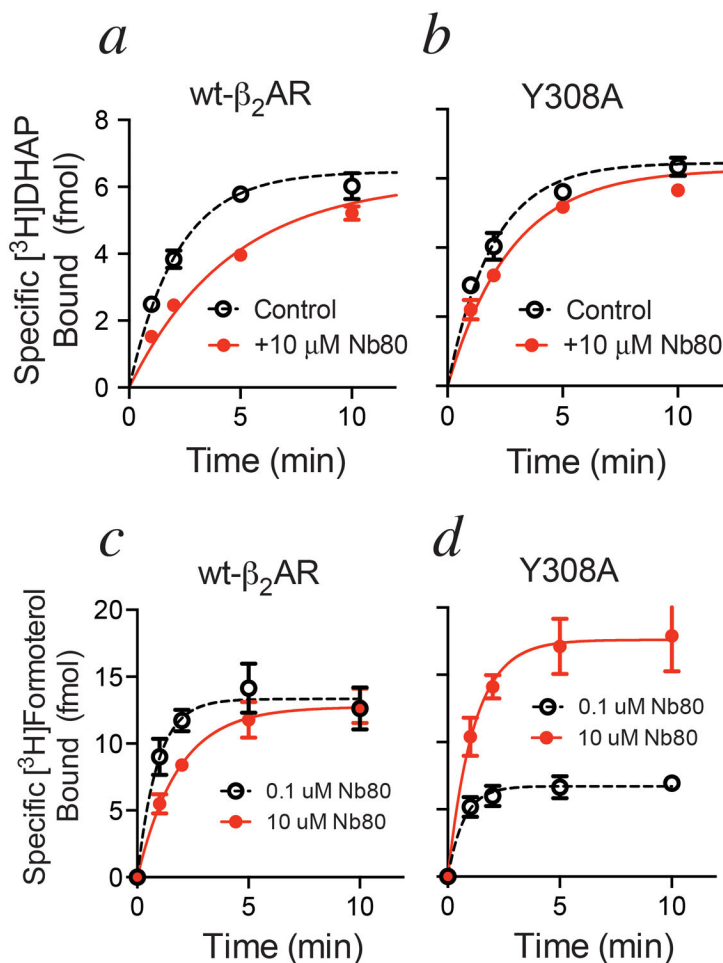 a
b
wt-β₂AR
Y308A
Specific [³H]DHAP
Bound (fmol)
8
6
4
2
0
Control
+10 μM Nb80
Control
+10 μM Nb80
0 5 10
0 5 10
Time (min)
Time (min)
c
d
wt-β₂AR
Y308A
Specific [³H]Formoterol
Bound (fmol)
20
15
10
5
0
0.1 uM Nb80
10 uM Nb80
0.1 uM Nb80
10 uM Nb80
0 5 10
0 5 10
Time (min)
Time (min)